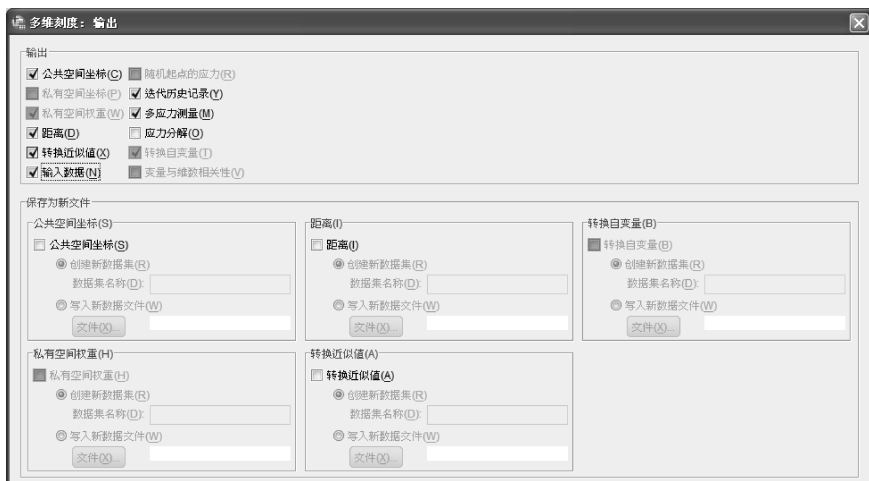 多维刻度：输出
输出
公共空间坐标(C) 随机起点的应力(R)
私有空间坐标(P) 迭代历史记录(Y)
私有空间权重(W) 多应力测量(M)
距离(D) 应力分解(O)
转换近似值(X) 转换自变量(T)
输入数据(N) 变量与维数相关性(V)
保存为新文件
公共空间坐标(S)
公共空间坐标(S)
创建新数据集(R)
数据集名称(D):
写入新数据文件(W)
文件(X)...
距离(I)
距离(I)
创建新数据集(R)
数据集名称(D):
写入新数据文件(W)
文件(X)...
转换自变量(B)
转换自变量(B)
创建新数据集(R)
数据集名称(D):
写入新数据文件(W)
文件(X)...
私有空间权重(H)
私有空间权重(H)
创建新数据集(R)
数据集名称(D):
写入新数据文件(W)
文件(X)...
转换近似值(A)
转换近似值(A)
创建新数据集(R)
数据集名称(D):
写入新数据文件(W)
文件(X)...